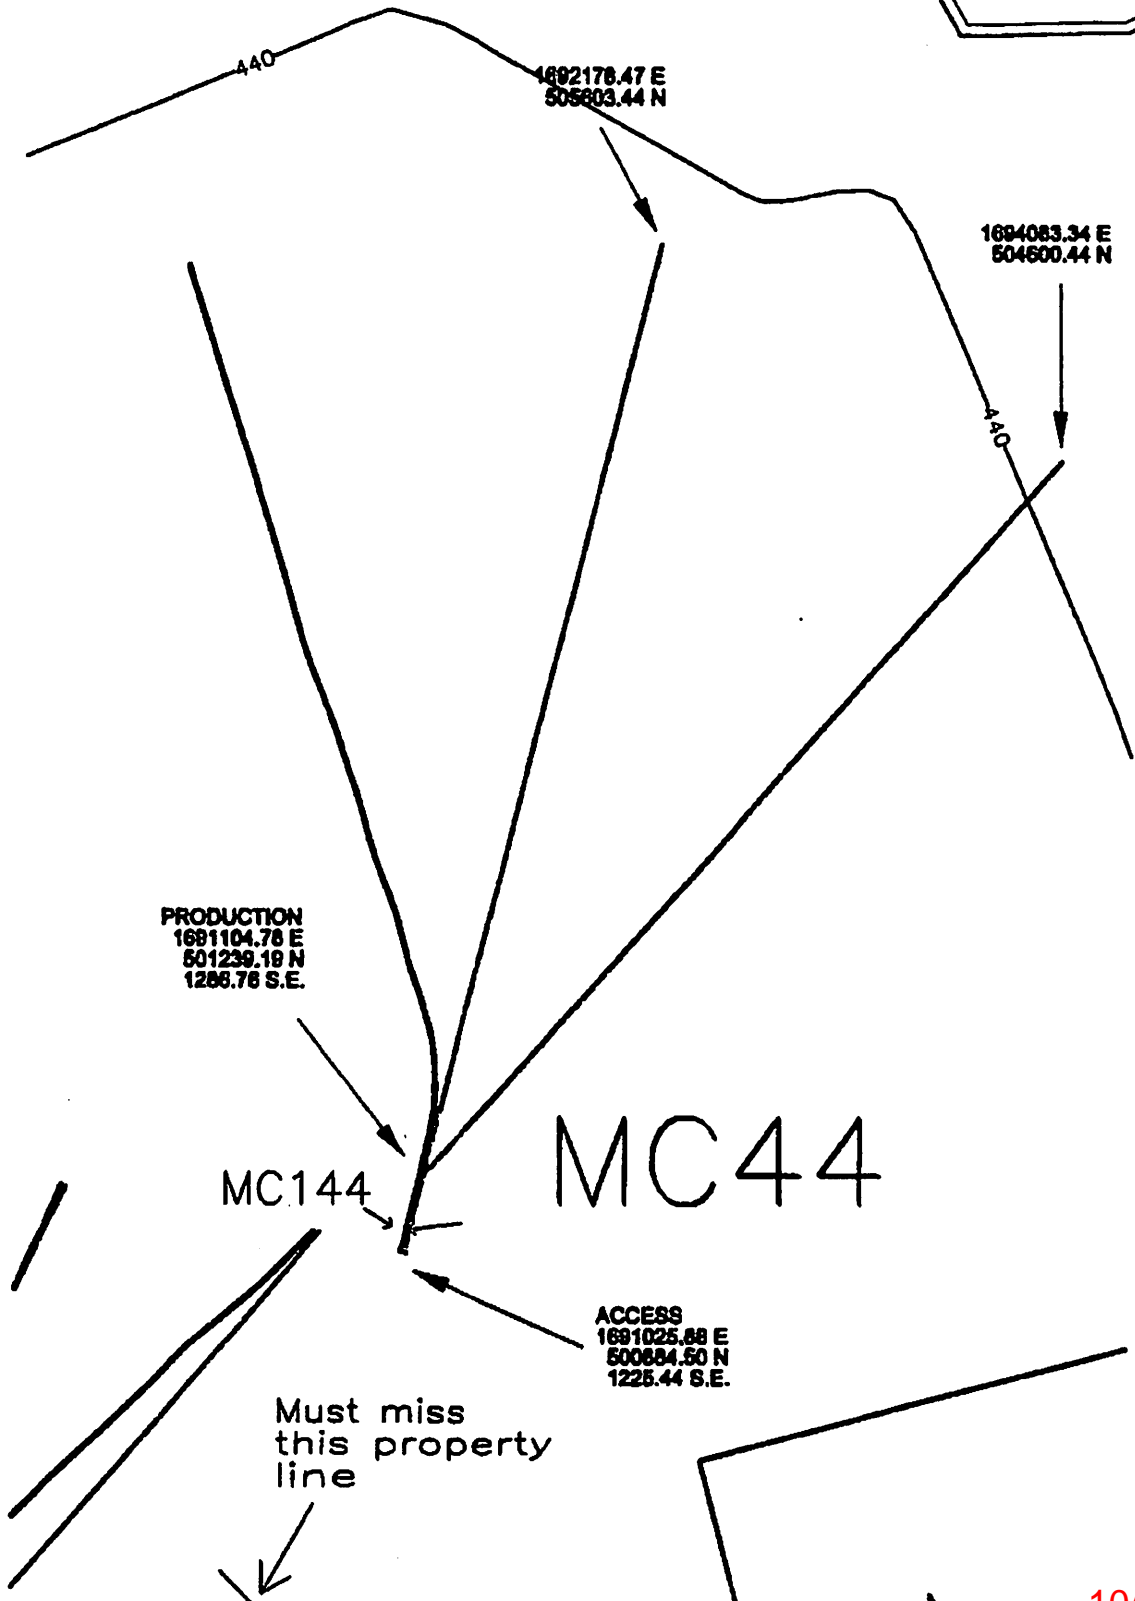 440
1692178.47 E
505603.44 N
1694083.34 E
504600.44 N
440
PRODUCTION
1691104.78 E
501239.19 N
1286.76 S.E.
MC144
MC44
ACCESS
1691025.88 E
500884.50 N
1225.44 S.E.
Must miss
this property
line